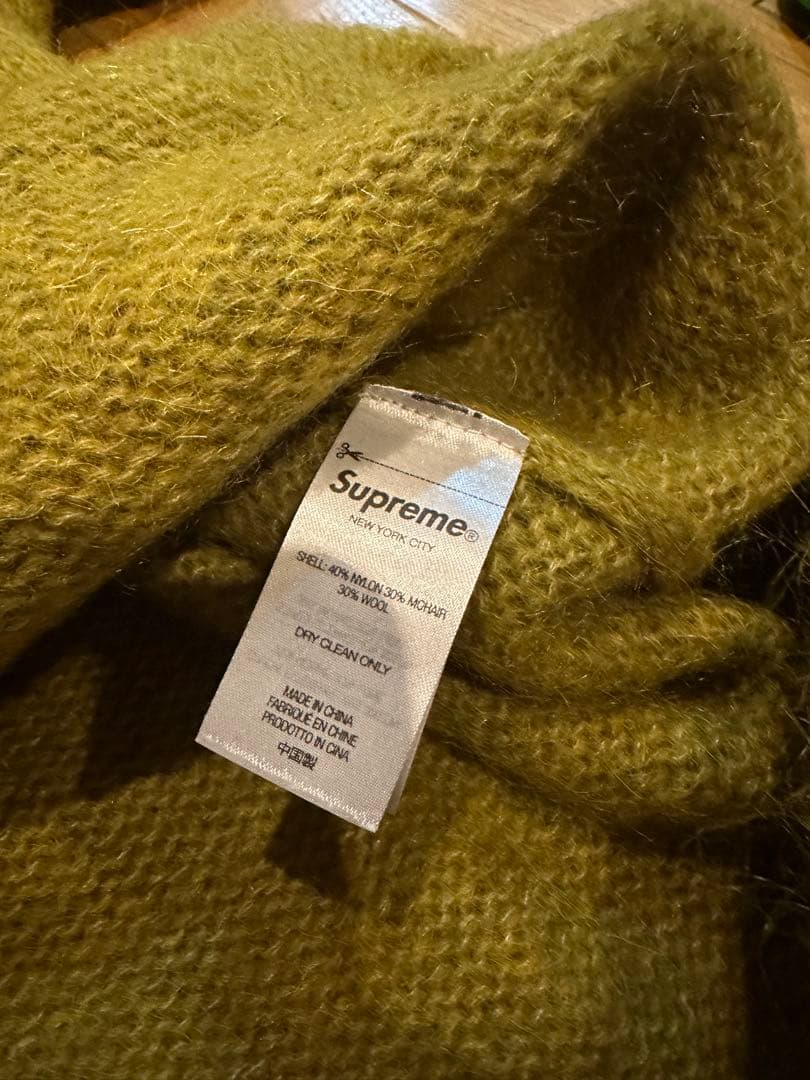 Supreme®
NEW YORK CITY
SHELL: 40% NYLON 30% MOHAIR
30% WOOL
DRY CLEAN ONLY
MADE IN CHINA
FABRIQUÉ EN CHINE
PRODOTTO IN CINA
中国製